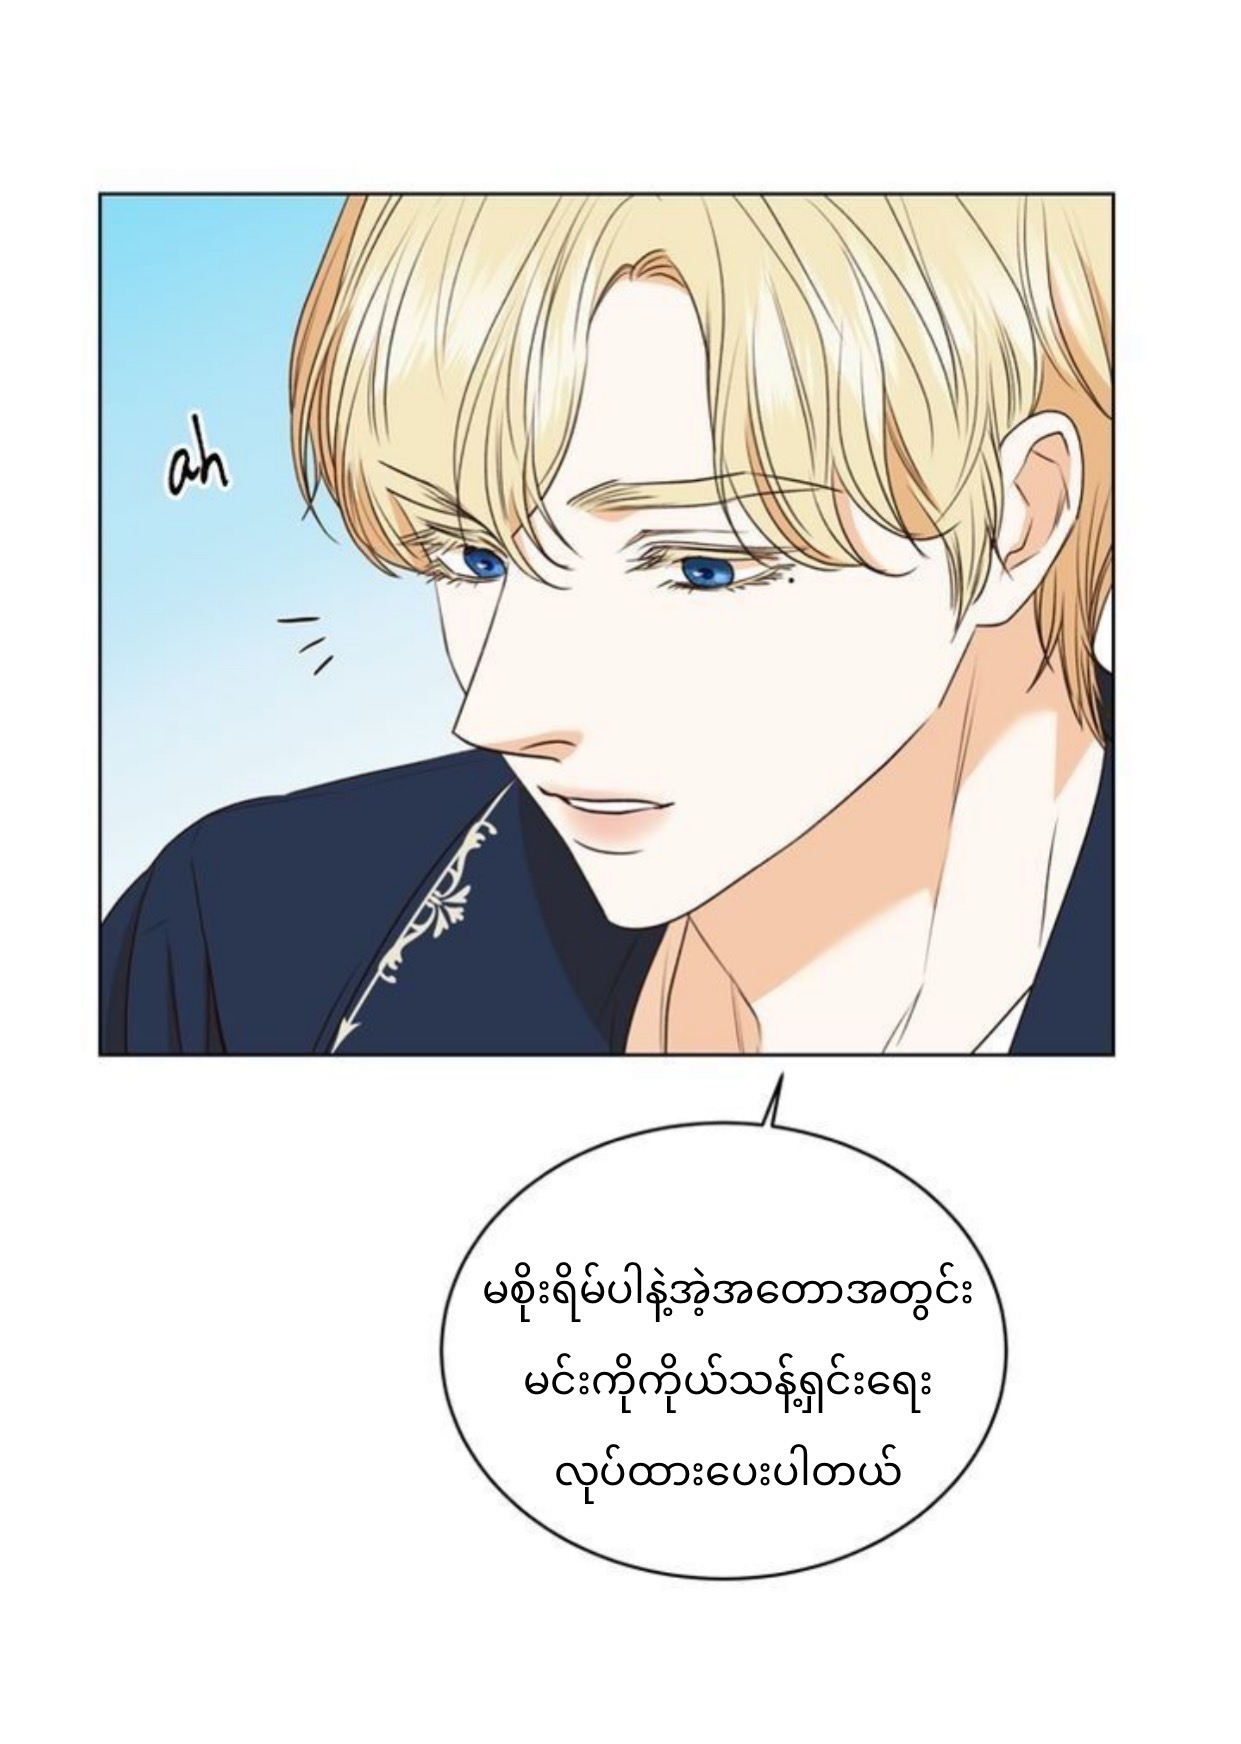 ah
မစိုးရိမ်ပါနဲ့အဲ့အတောအတွင်း
မင်းကိုကိုယ်သန့်ရှင်းရေး
လုပ်ထားပေးပါတယ်